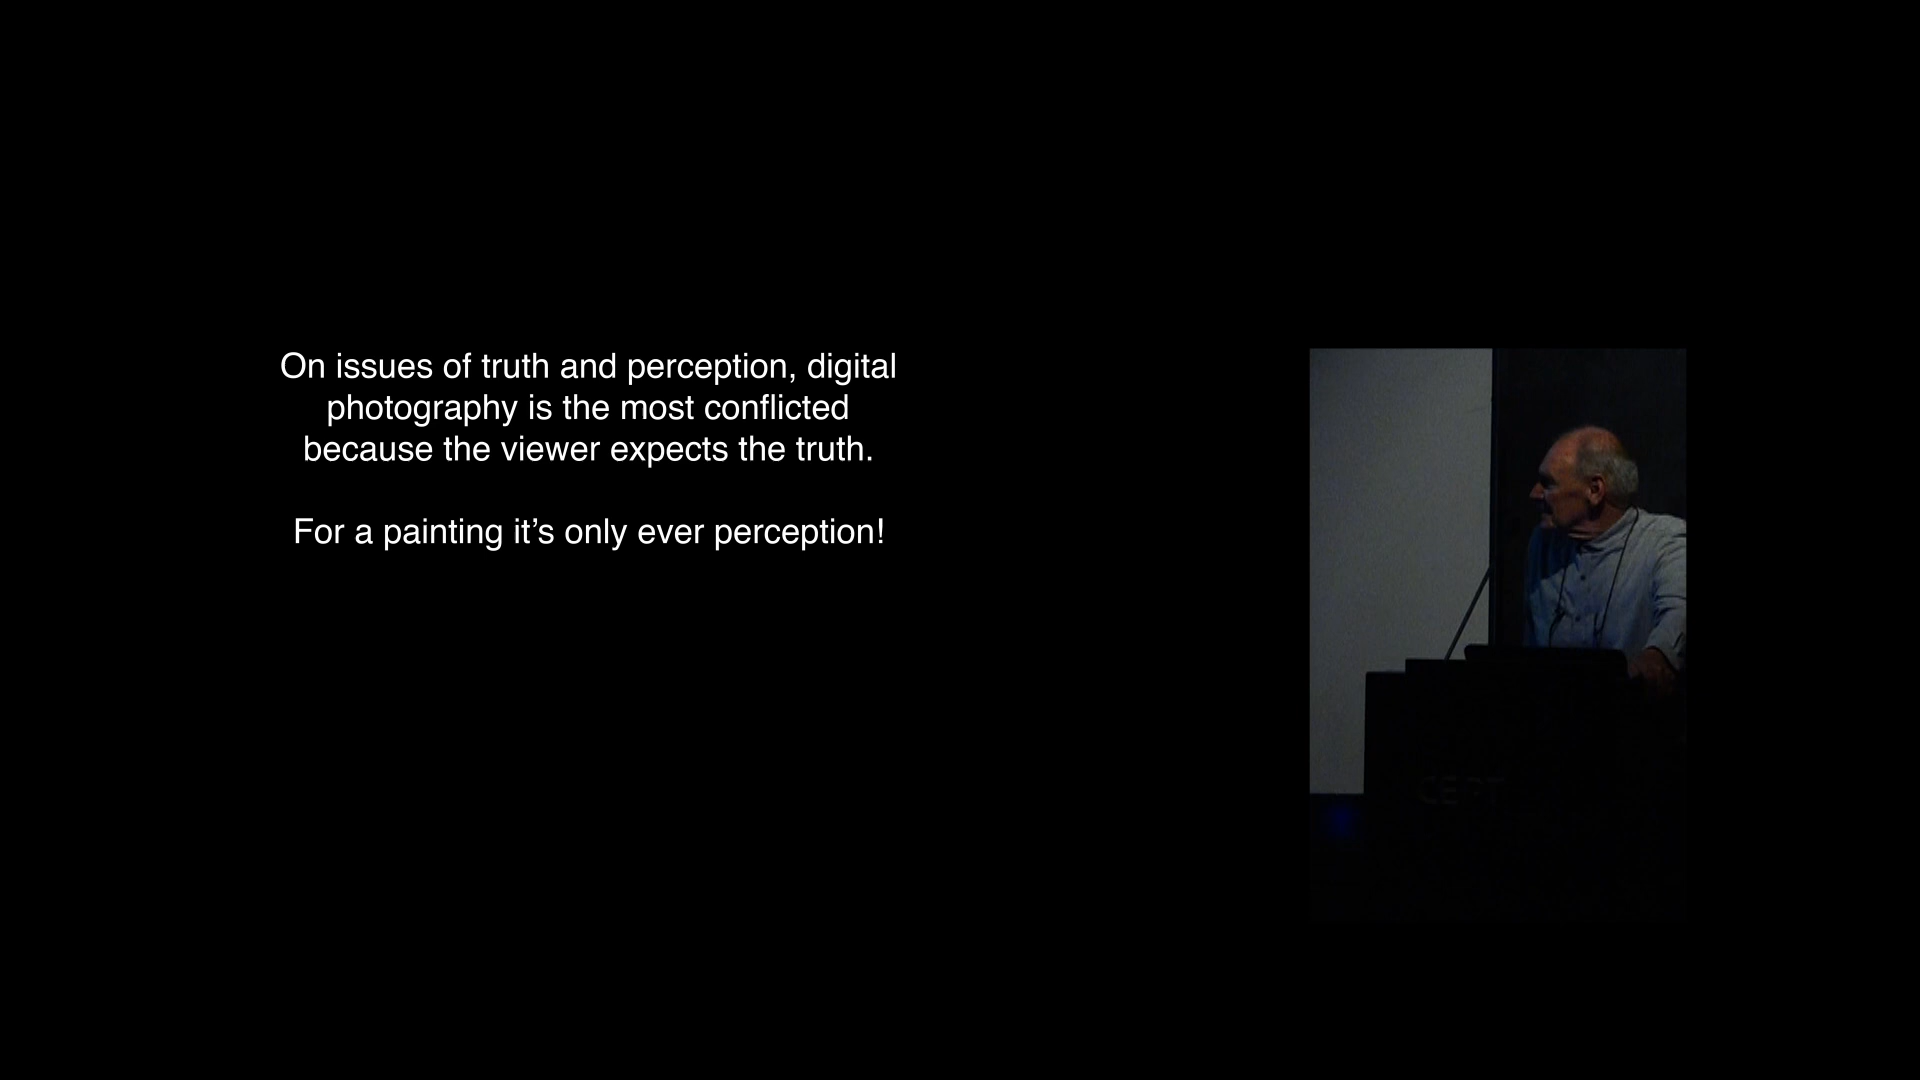 On issues of truth and perception, digital
photography is the most conflicted
because the viewer expects the truth.
For a painting it’s only ever perception!